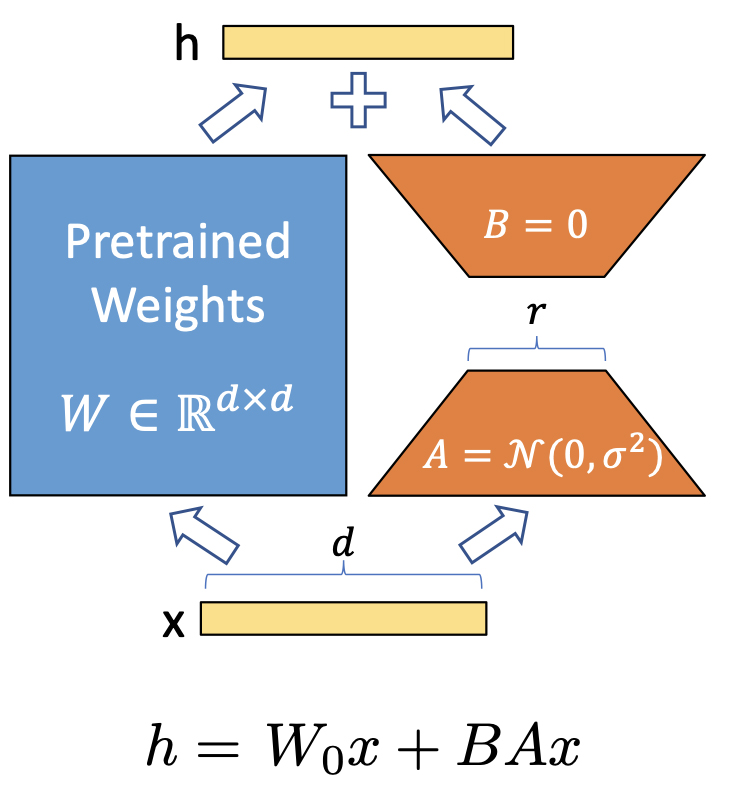 h
Pretrained
Weights
W ∈ ℝ^{d×d}
B = 0
r
A = 𝒩(0, σ²)
d
x
h = W₀x + BAx